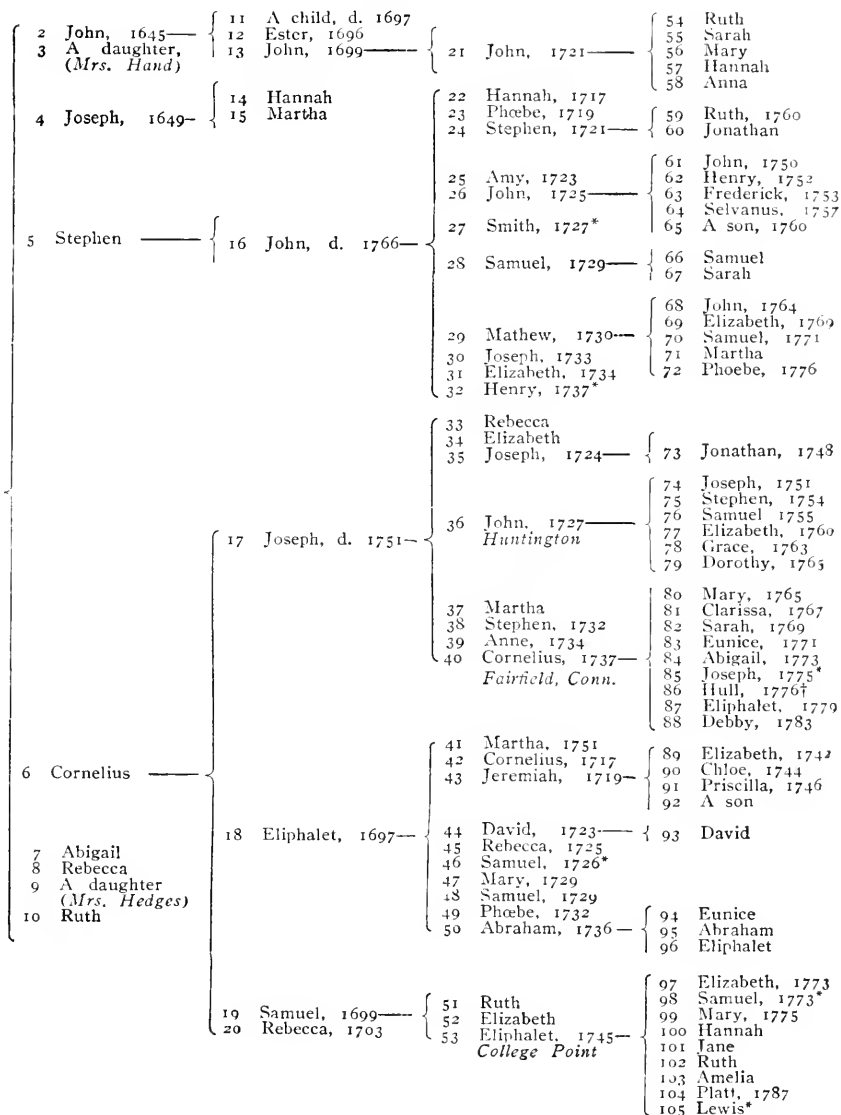 2 John, 1645
3 A daughter,
(Mrs. Hand)
4 Joseph, 1649
5 Stephen
6 Cornelius
7 Abigail
8 Rebecca
9 A daughter
(Mrs. Hedges)
10 Ruth
11 A child, d. 1697
12 Ester, 1696
13 John, 1699
14 Hannah
15 Martha
16 John, d. 1766
17 Joseph, d. 1751
18 Eliphalet, 1697
19 Samuel, 1699
20 Rebecca, 1703
21 John, 1721
22 Hannah, 1717
23 Phœbe, 1719
24 Stephen, 1721
25 Amy, 1723
26 John, 1725
27 Smith, 1727*
28 Samuel, 1729
29 Mathew, 1730
30 Joseph, 1733
31 Elizabeth, 1734
32 Henry, 1737*
33 Rebecca
34 Elizabeth
35 Joseph, 1724
36 John, 1727
Huntington
37 Martha
38 Stephen, 1732
39 Anne, 1734
40 Cornelius, 1737
Fairfield, Conn.
41 Martha, 1751
42 Cornelius, 1717
43 Jeremiah, 1719
44 David, 1723
45 Rebecca, 1725
46 Samuel, 1726*
47 Mary, 1729
48 Samuel, 1729
49 Phœbe, 1732
50 Abraham, 1736
51 Ruth
52 Elizabeth
53 Eliphalet, 1745
College Point
54 Ruth
55 Sarah
56 Mary
57 Hannah
58 Anna
59 Ruth, 1760
60 Jonathan
61 John, 1750
62 Henry, 1752
63 Frederick, 1753
64 Selvanus, 1757
65 A son, 1760
66 Samuel
67 Sarah
68 John, 1764
69 Elizabeth, 1769
70 Samuel, 1771
71 Martha
72 Phoebe, 1776
73 Jonathan, 1748
74 Joseph, 1751
75 Stephen, 1754
76 Samuel 1755
77 Elizabeth, 1760
78 Grace, 1763
79 Dorothy, 1765
80 Mary, 1765
81 Clarissa, 1767
82 Sarah, 1769
83 Eunice, 1771
84 Abigail, 1773
85 Joseph, 1775*
86 Hull, 1776†
87 Eliphalet, 1779
88 Debby, 1783
89 Elizabeth, 1742
90 Chloe, 1744
91 Priscilla, 1746
92 A son
93 David
94 Eunice
95 Abraham
96 Eliphalet
97 Elizabeth, 1773
98 Samuel, 1773*
99 Mary, 1775
100 Hannah
101 Jane
102 Ruth
103 Amelia
104 Platt, 1787
105 Lewis*